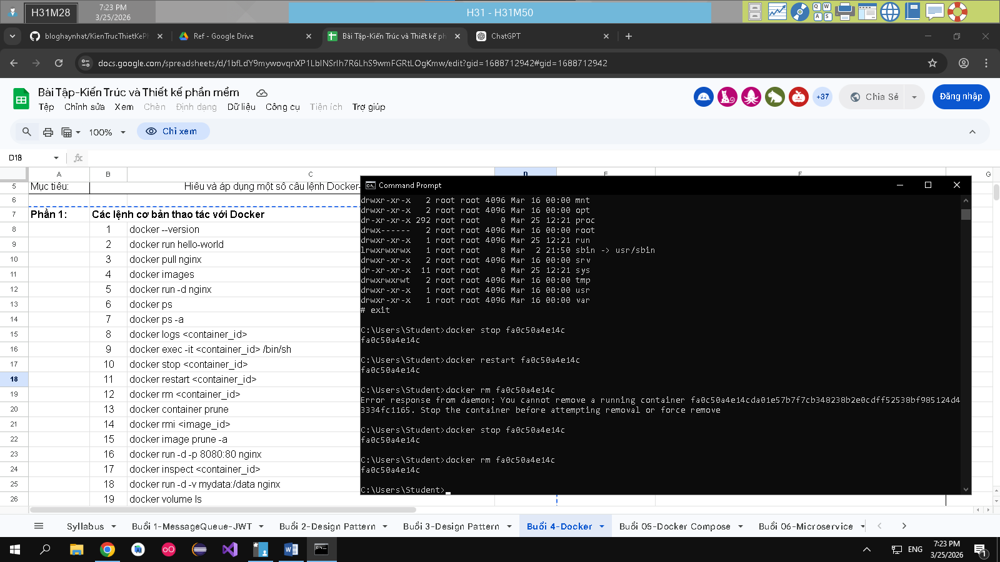 H31M28
7:23 PM
3/25/2026
H31 - H31M50
bloghaynhat/KienTrucThietKeP
Ref - Google Drive
Bài Tập-Kiến Trúc và Thiết kế ph
ChatGPT
docs.google.com/spreadsheets/d/1bfLdY9mywovqnXP1LbINSrIh7R6LhS9wmFGRtLOgKmw/edit?gid=1688712942#gid=1688712942
Bài Tập-Kiến Trúc và Thiết kế phần mềm
Tệp Chỉnh sửa Xem Chèn Định dạng Dữ liệu Công cụ Tiện ích Trợ giúp
+37
Chia Sẻ
Đăng nhập
100%
Chỉ xem
D18
fx
A B C D E F G
5 Mục tiêu: Hiểu và áp dụng một số câu lệnh Docker-
6
7 Phần 1: Các lệnh cơ bản thao tác với Docker
8 1 docker --version
9 2 docker run hello-world
10 3 docker pull nginx
11 4 docker images
12 5 docker run -d nginx
13 6 docker ps
14 7 docker ps -a
15 8 docker logs <container_id>
16 9 docker exec -it <container_id> /bin/sh
17 10 docker stop <container_id>
18 11 docker restart <container_id>
19 12 docker rm <container_id>
20 13 docker container prune
21 14 docker rmi <image_id>
22 15 docker image prune -a
23 16 docker run -d -p 8080:80 nginx
24 17 docker inspect <container_id>
25 18 docker run -d -v mydata:/data nginx
26 19 docker volume ls
Command Prompt
drwxr-xr-x 2 root root 4096 Mar 16 00:00 mnt
drwxr-xr-x 2 root root 4096 Mar 16 00:00 opt
dr-xr-xr-x 292 root root 0 Mar 25 12:21 proc
drwx------ 2 root root 4096 Mar 16 00:00 root
drwxr-xr-x 1 root root 4096 Mar 25 12:21 run
lrwxrwxrwx 1 root root 8 Mar 2 21:50 sbin -> usr/sbin
drwxr-xr-x 2 root root 4096 Mar 16 00:00 srv
dr-xr-xr-x 11 root root 0 Mar 25 12:21 sys
drwxrwxrwt 2 root root 4096 Mar 16 00:00 tmp
drwxr-xr-x 1 root root 4096 Mar 16 00:00 usr
drwxr-xr-x 1 root root 4096 Mar 16 00:00 var
# exit
C:\Users\Student>docker stop fa0c50a4e14c
fa0c50a4e14c
C:\Users\Student>docker restart fa0c50a4e14c
fa0c50a4e14c
C:\Users\Student>docker rm fa0c50a4e14c
Error response from daemon: You cannot remove a running container fa0c50a4e14cda01e57b7f7cb348238b2e0cdff52538bf985124d4
3334fc1165. Stop the container before attempting removal or force remove
C:\Users\Student>docker stop fa0c50a4e14c
fa0c50a4e14c
C:\Users\Student>docker rm fa0c50a4e14c
fa0c50a4e14c
C:\Users\Student>
Syllabus Buổi 1-MessageQueue-JWT Buổi 2-Design Pattern Buổi 3-Design Pattern Buổi 4-Docker Buổi 05-Docker Compose Buổi 06-Microservice
ENG
7:23 PM
3/25/2026
1